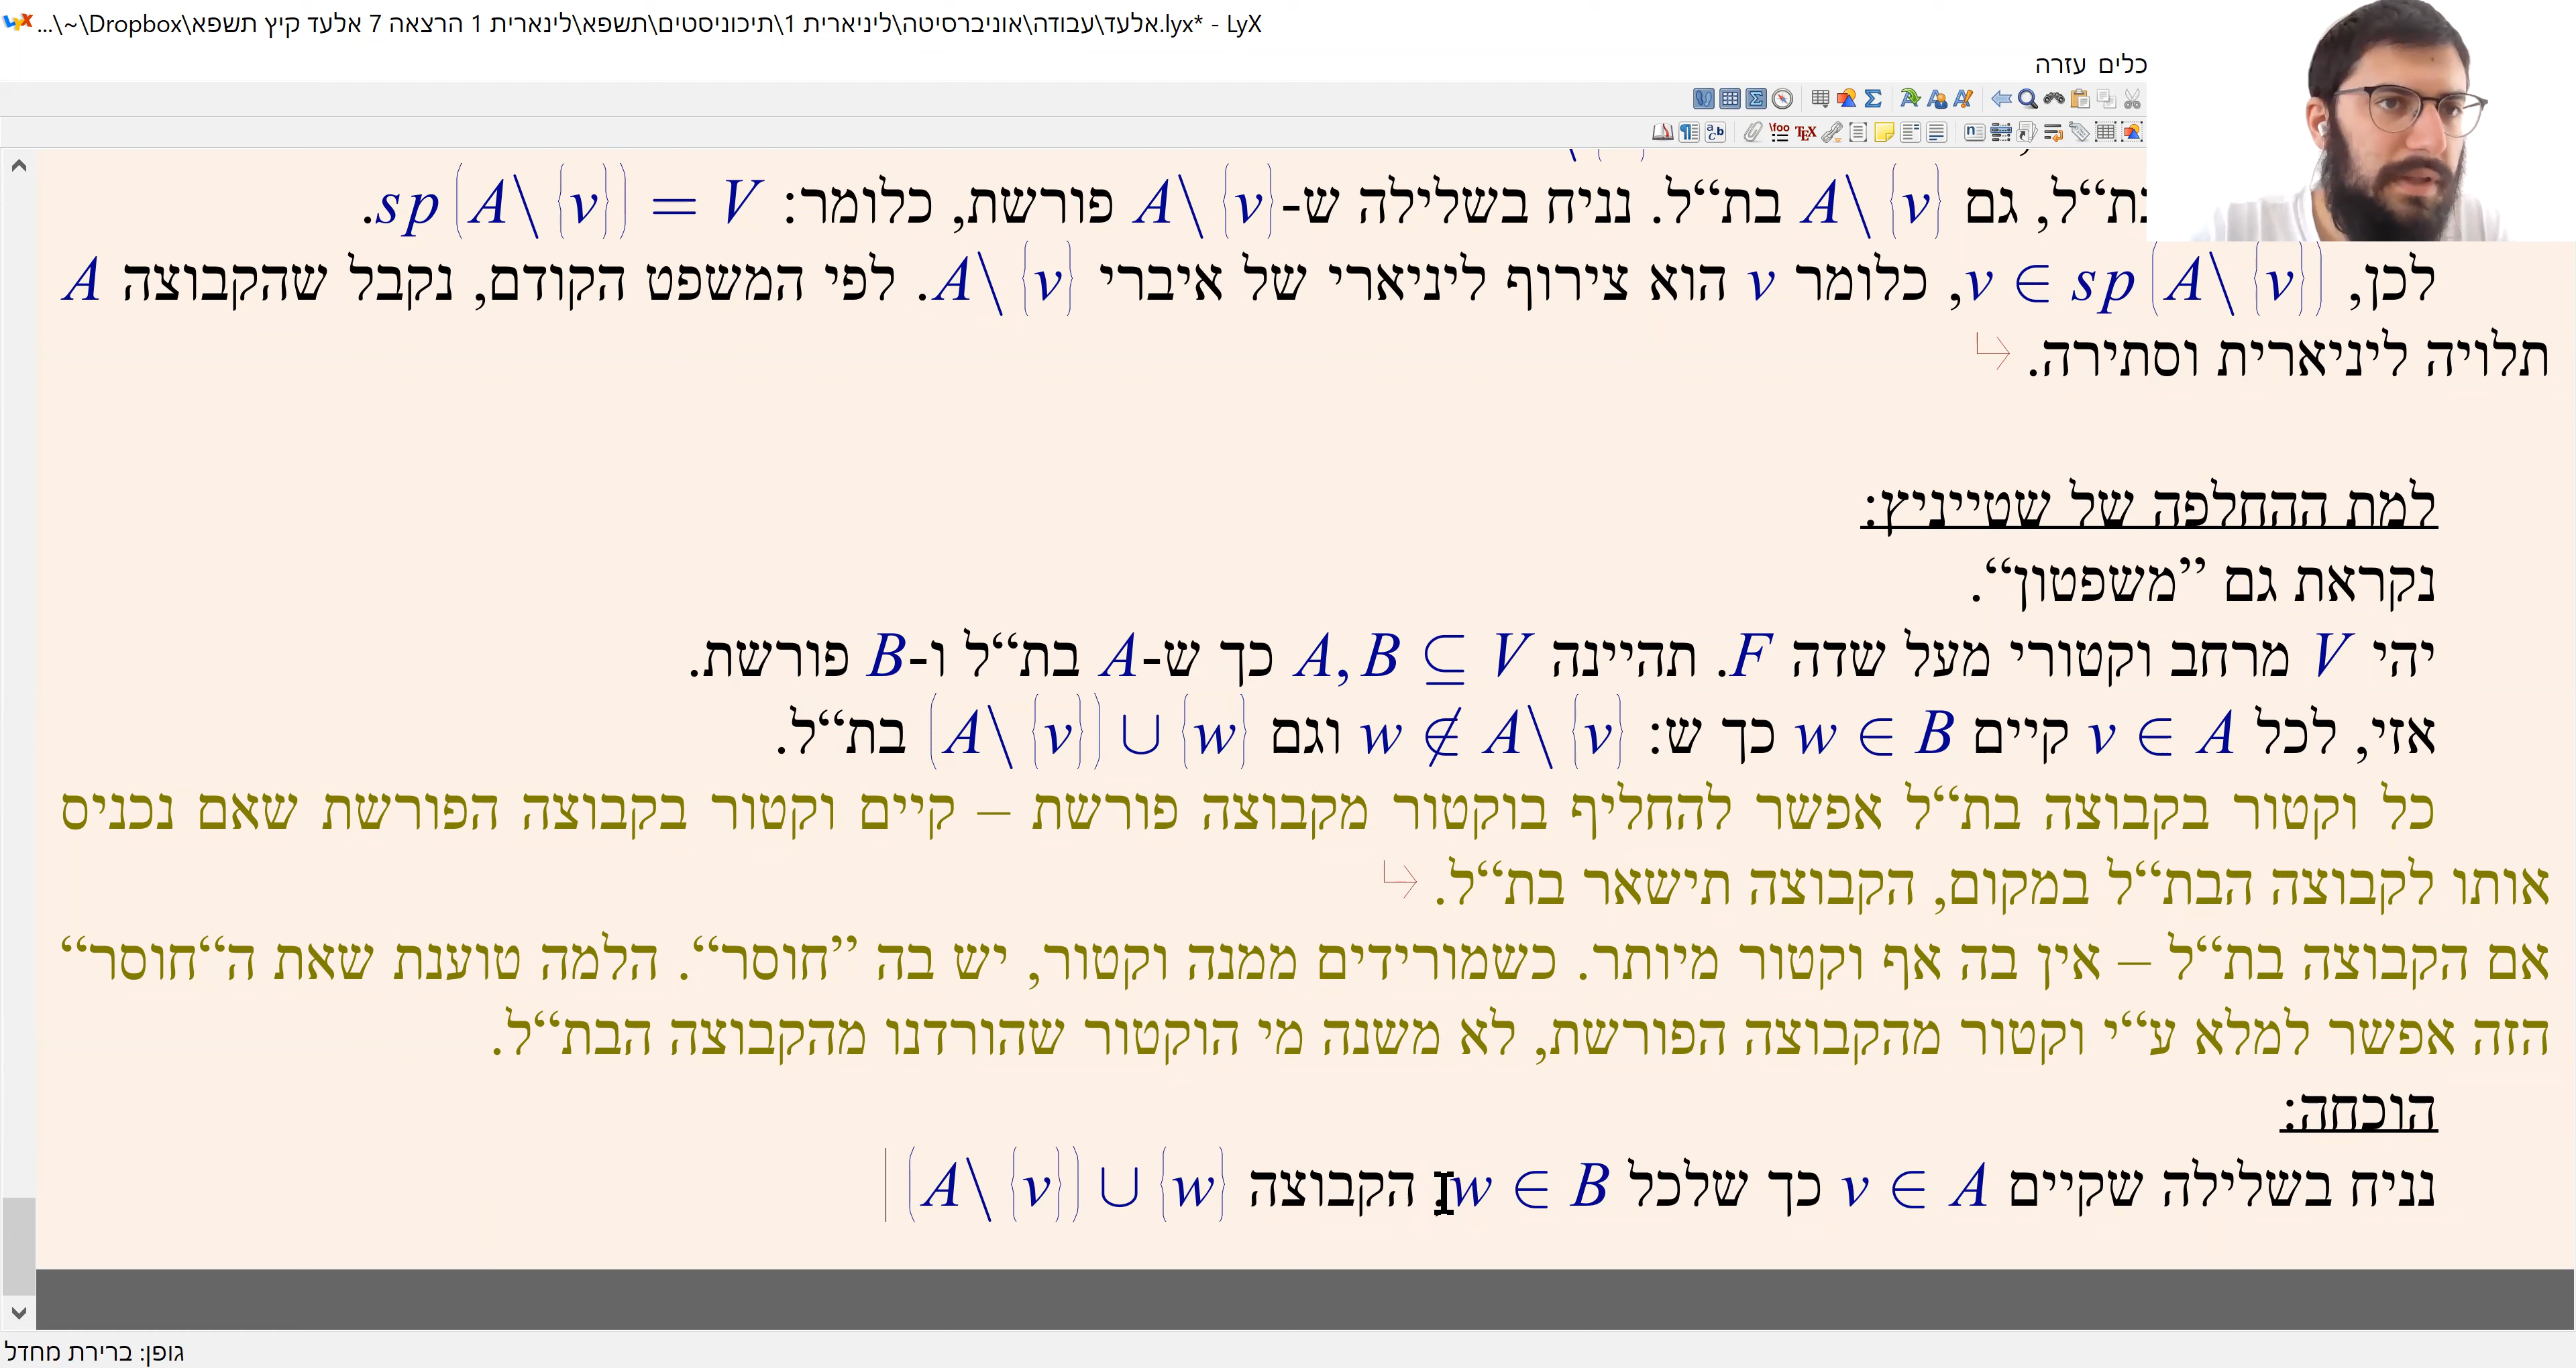 ...\~\Dropbox\אלעד\עבודה\אוניברסיטה\ליניארית 1\תיכוניסטים\תשפא\לינארית 1 הרצאה 7 אלעד קיץ תשפא.lyx* - LyX
כלים עזרה
בת“ל, גם A\ {v} בת“ל. נניח בשלילה ש-A\ {v} פורשת, כלומר: sp (A\ {v}) = V.
לכן, v ∈ sp (A\ {v}), כלומר v הוא צירוף ליניארי של איברי A\ {v}. לפי המשפט הקודם, נקבל שהקבוצה A
תלויה ליניארית וסתירה.
למת ההחלפה של שטייניץ:
נקראת גם ”משפטון“.
יהי V מרחב וקטורי מעל שדה F. תהיינה A, B ⊆ V כך ש-A בת“ל ו-B פורשת.
אזי, לכל v ∈ A קיים w ∈ B כך ש: w ∉ A\ {v} וגם (A\ {v}) ∪ {w} בת“ל.
כל וקטור בקבוצה בת“ל אפשר להחליף בוקטור מקבוצה פורשת – קיים וקטור בקבוצה הפורשת שאם נכניס
אותו לקבוצה הבת“ל במקום, הקבוצה תישאר בת“ל.
אם הקבוצה בת“ל – אין בה אף וקטור מיותר. כשמורידים ממנה וקטור, יש בה ”חוסר“. הלמה טוענת שאת ה“חוסר“
הזה אפשר למלא ע“י וקטור מהקבוצה הפורשת, לא משנה מי הוקטור שהורדנו מהקבוצה הבת“ל.
הוכחה:
נניח בשלילה שקיים v ∈ A כך שלכל w ∈ B, הקבוצה (A\ {v}) ∪ {w}
גופן: ברירת מחדל